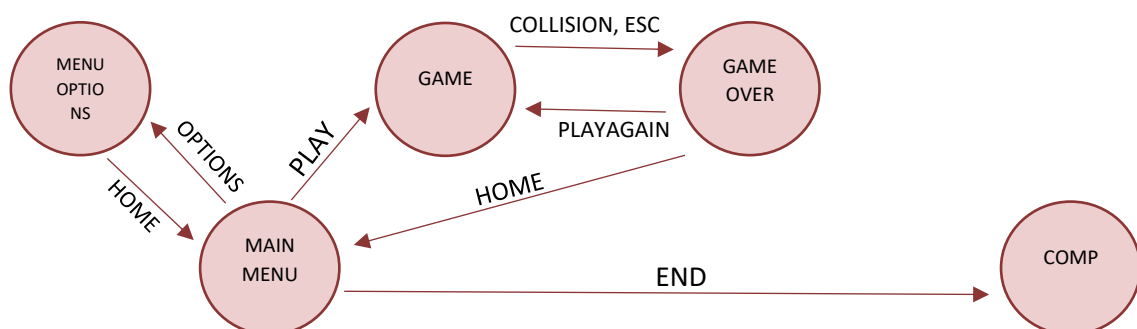 COLLISION, ESC
MENU
OPTIO
NS
GAME
GAME
OVER
PLAYAGAIN
OPTIONS
PLAY
HOME
HOME
MAIN
MENU
COMP
END